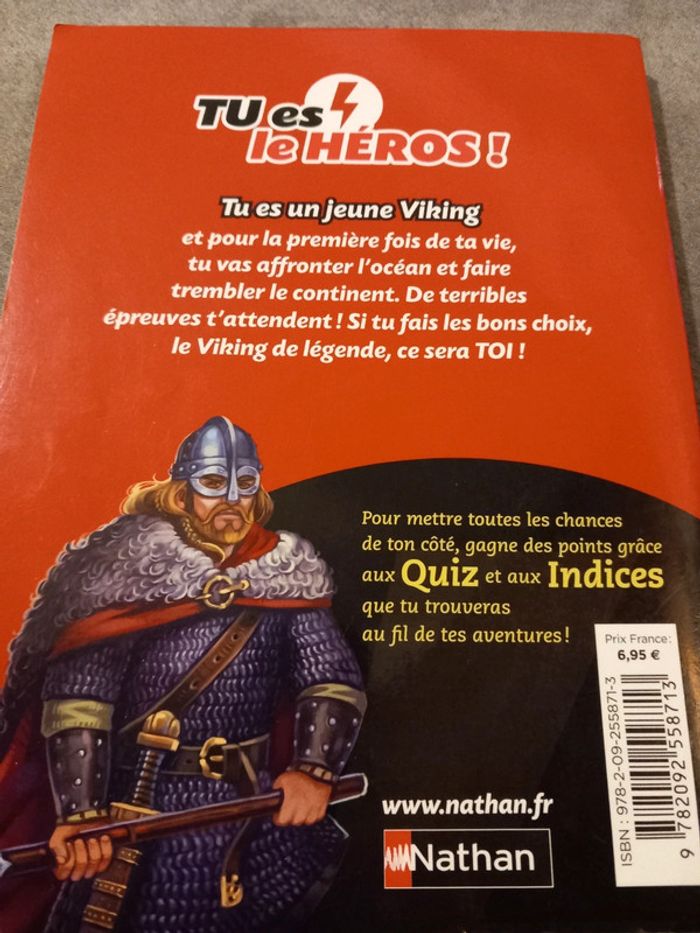 TU es
le HÉROS !
Tu es un jeune Viking
et pour la première fois de ta vie,
tu vas affronter l'océan et faire
trembler le continent. De terribles
épreuves t'attendent ! Si tu fais les bons choix,
le Viking de légende, ce sera TOI !
Pour mettre toutes les chances
de ton côté, gagne des points grâce
aux Quiz et aux Indices
que tu trouveras
au fil de tes aventures !
Prix France :
6,95 €
ISBN : 978-2-09-255871-3
9 782092 558713
www.nathan.fr
Nathan